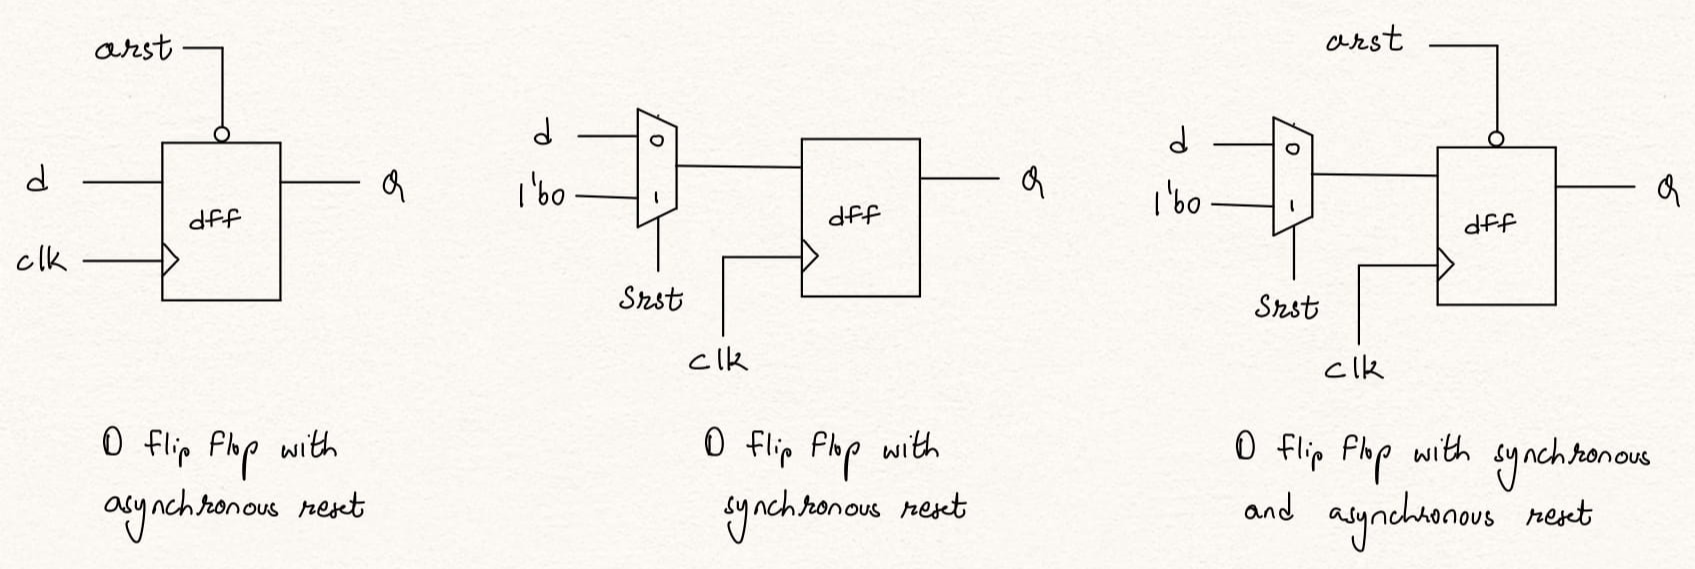 arst
d
dff
Q
clk
D flip flop with
asynchronous reset
d
0
1'b0
1
dff
Q
Srst
clk
D flip flop with
synchronous reset
arst
d
0
1'b0
1
dff
Q
Srst
clk
D flip flop with synchronous
and asynchronous reset